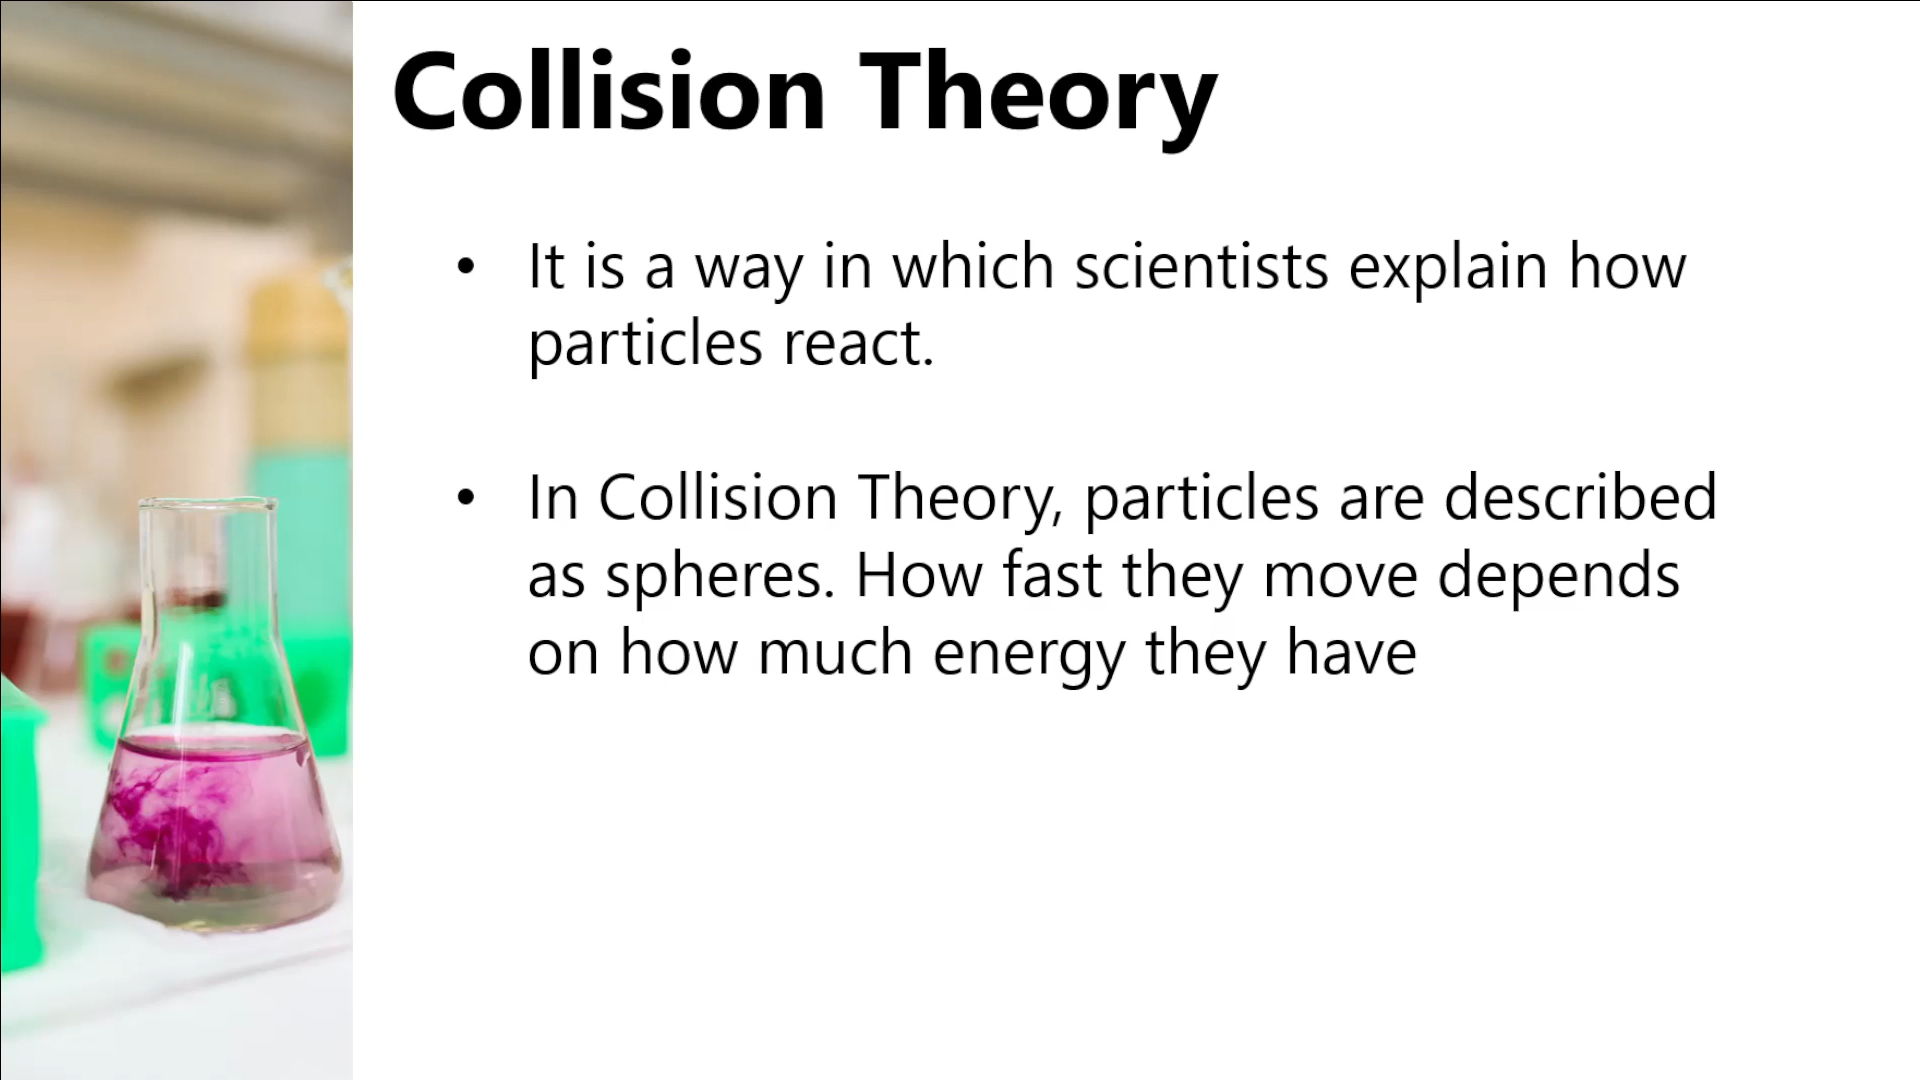 Collision Theory
• It is a way in which scientists explain how
particles react.
• In Collision Theory, particles are described
as spheres. How fast they move depends
on how much energy they have